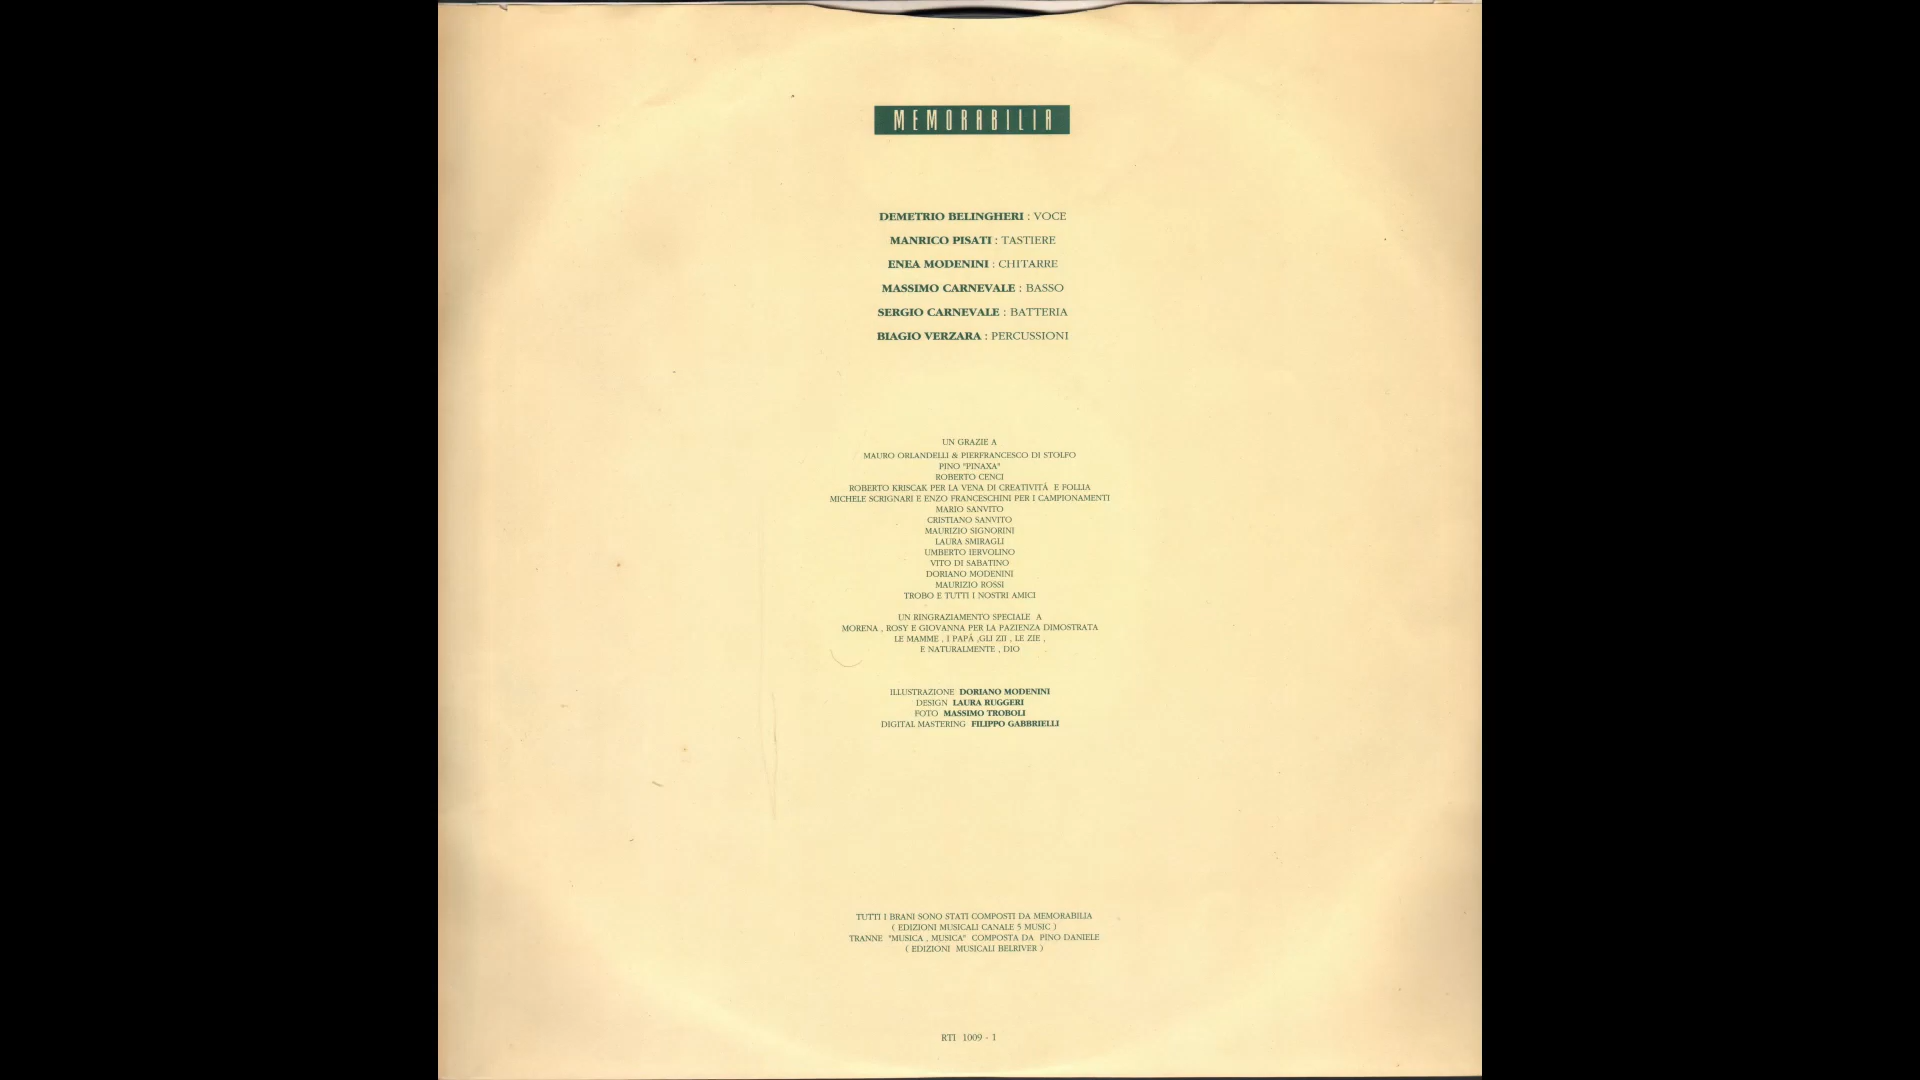 MEMORABILIA
DEMETRIO BELINGHERI : VOCE
MANRICO PISATI : TASTIERE
ENEA MODENINI : CHITARRE
MASSIMO CARNEVALE : BASSO
SERGIO CARNEVALE : BATTERIA
BIAGIO VERZARA : PERCUSSIONI
UN GRAZIE A
MAURO ORLANDELLI & PIERFRANCESCO DI STOLFO
PINO "PINAXA"
ROBERTO CENCI
ROBERTO KRISCAK PER LA VENA DI CREATIVITÁ E FOLLIA
MICHELE SCRIGNARI E ENZO FRANCESCHINI PER I CAMPIONAMENTI
MARIO SANVITO
CRISTIANO SANVITO
MAURIZIO SIGNORINI
LAURA SMIRAGLI
UMBERTO IERVOLINO
VITO DI SABATINO
DORIANO MODENINI
MAURIZIO ROSSI
TROBO E TUTTI I NOSTRI AMICI
UN RINGRAZIAMENTO SPECIALE A
MORENA , ROSY E GIOVANNA PER LA PAZIENZA DIMOSTRATA
LE MAMME , I PAPÁ ,GLI ZII , LE ZIE ,
E NATURALMENTE , DIO
ILLUSTRAZIONE DORIANO MODENINI
DESIGN LAURA RUGGERI
FOTO MASSIMO TROBOLI
DIGITAL MASTERING FILIPPO GABBRIELLI
TUTTI I BRANI SONO STATI COMPOSTI DA MEMORABILIA
( EDIZIONI MUSICALI CANALE 5 MUSIC )
TRANNE "MUSICA , MUSICA" COMPOSTA DA PINO DANIELE
( EDIZIONI MUSICALI BELRIVER )
RTI 1009 - 1